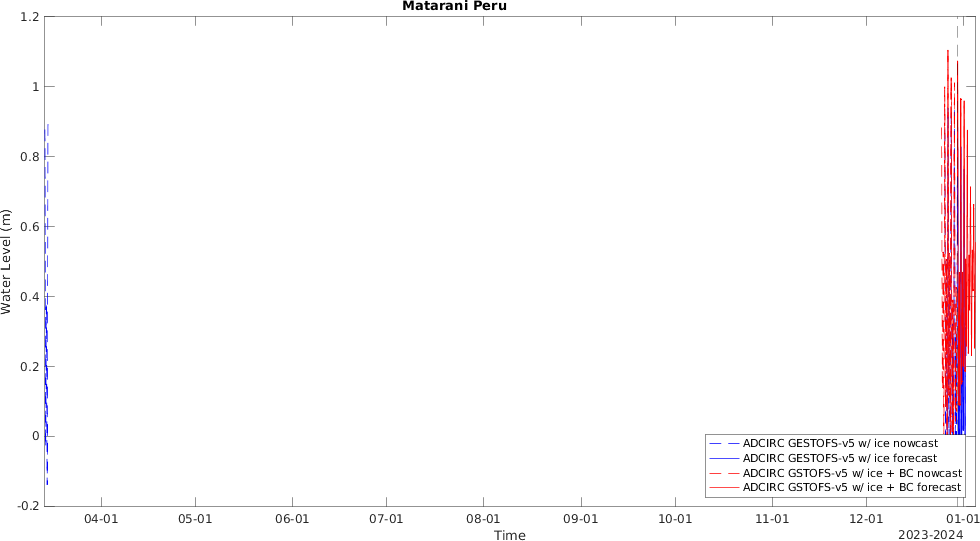 Matarani Peru
1.2
1
0.8
0.6
0.4
0.2
0
-0.2
Water Level (m)
ADCIRC GESTOFS-v5 w/ ice nowcast
ADCIRC GESTOFS-v5 w/ ice forecast
ADCIRC GSTOFS-v5 w/ ice + BC nowcast
ADCIRC GSTOFS-v5 w/ ice + BC forecast
04-01 05-01 06-01 07-01 08-01 09-01 10-01 11-01 12-01 01-01
Time
2023-2024